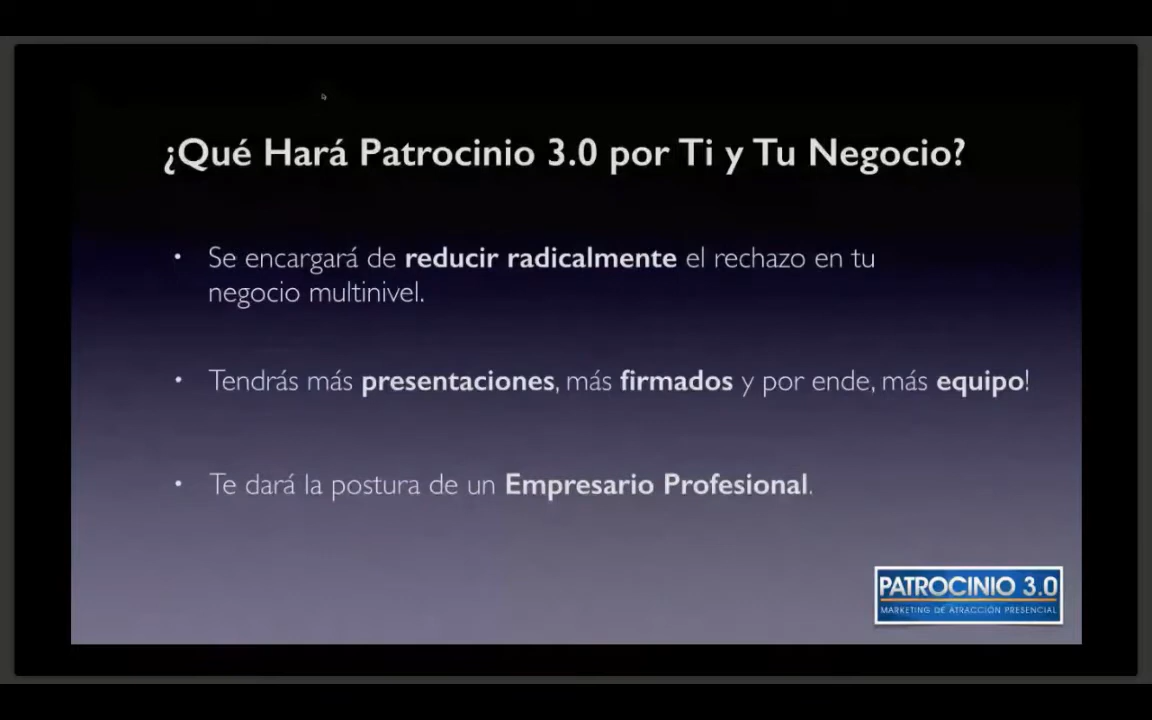 ¿Qué Hará Patrocinio 3.0 por Ti y Tu Negocio?
• Se encargará de reducir radicalmente el rechazo en tu
negocio multinivel.
• Tendrás más presentaciones, más firmados y por ende, más equipo!
• Te dará la postura de un Empresario Profesional.
PATROCINIO 3.0
MARKETING DE ATRACCIÓN PRESENCIAL